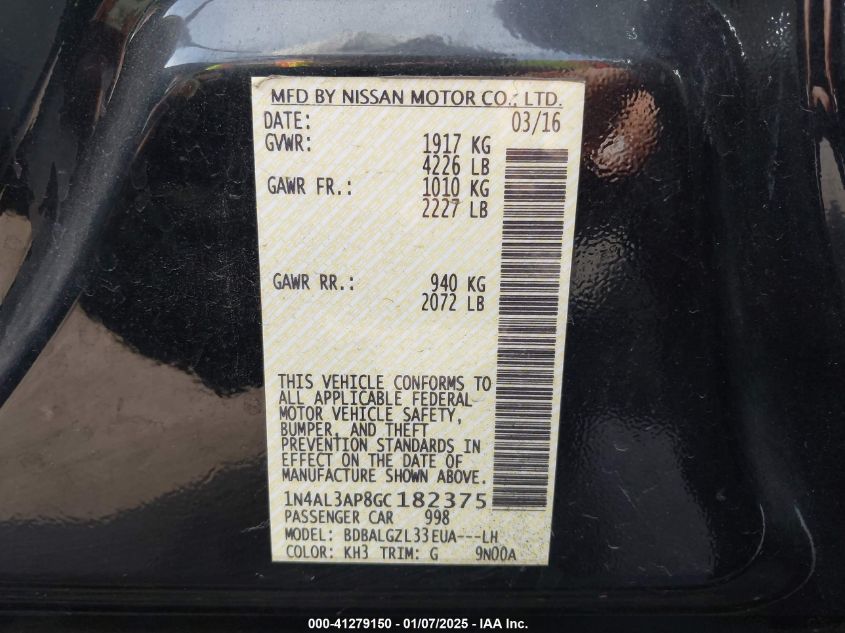 MFD BY NISSAN MOTOR CO., LTD.
DATE: 03/16
GVWR: 1917 KG
4226 LB
GAWR FR.: 1010 KG
2227 LB
GAWR RR.: 940 KG
2072 LB
THIS VEHICLE CONFORMS TO
ALL APPLICABLE FEDERAL
MOTOR VEHICLE SAFETY,
BUMPER, AND THEFT
PREVENTION STANDARDS IN
EFFECT ON THE DATE OF
MANUFACTURE SHOWN ABOVE.
1N4AL3AP8GC182375
PASSENGER CAR 998
MODEL: BDBALGZL33EUA---LH
COLOR: KH3 TRIM: G 9N00A
000-41279150 — 01/07/2025 — IAA Inc.